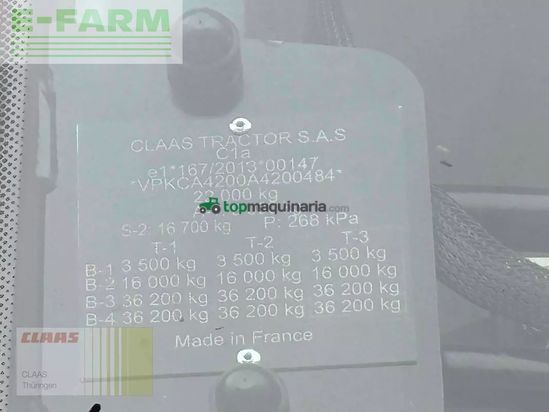 E-FARM
CLAAS TRACTOR S.A.S
C1a
e1*167/2013*00147
*VPKCA4200A4200484*
22 000 kg
topmaquinaria.com
S-2: 16 700 kg P: 268 kPa
T-1 T-2 T-3
B-1 3 500 kg 3 500 kg 3 500 kg
B-2 16 000 kg 16 000 kg 16 000 kg
B-3 36 200 kg 36 200 kg 36 200 kg
B-4 36 200 kg 36 200 kg 36 200 kg
Made in France
CLAAS
CLAAS
Thüringen